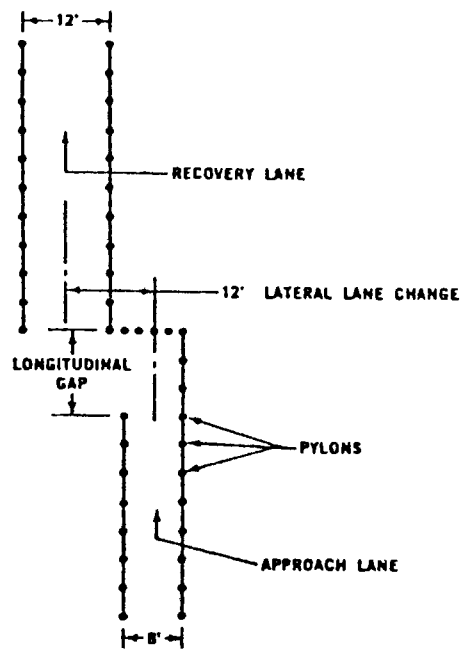 12'
RECOVERY LANE
12' LATERAL LANE CHANGE
LONGITUDINAL
GAP
PYLONS
APPROACH LANE
8'